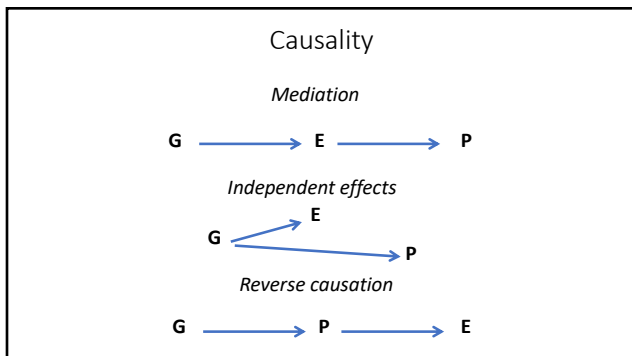 Causality
Mediation
G E P
Independent effects
E
G
P
Reverse causation
G P E